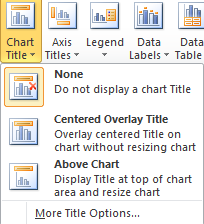 Chart Axis Legend Data Data
Title Titles Labels Table
None
Do not display a chart Title
Centered Overlay Title
Overlay centered Title on
chart without resizing chart
Above Chart
Display Title at top of chart
area and resize chart
More Title Options...